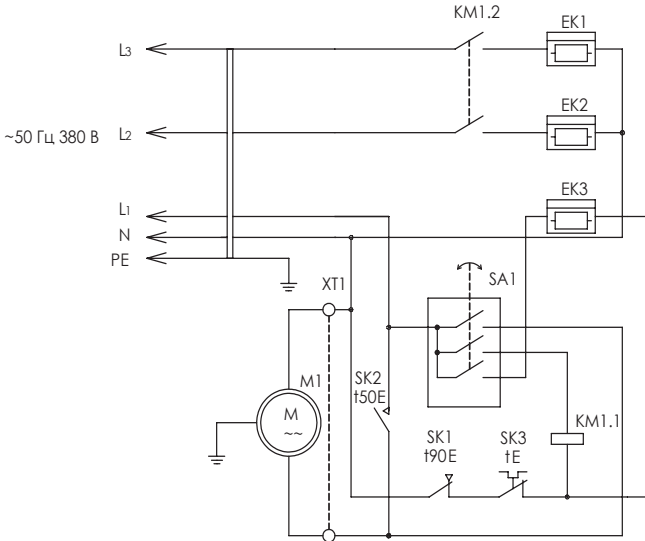 KM1.2
EK1
L3
EK2
~50 Гц 380 В
L2
EK3
L1
N
PE
XT1
SA1
M1
SK2
t50E
M
~~
SK1
t90E
SK3
tE
KM1.1